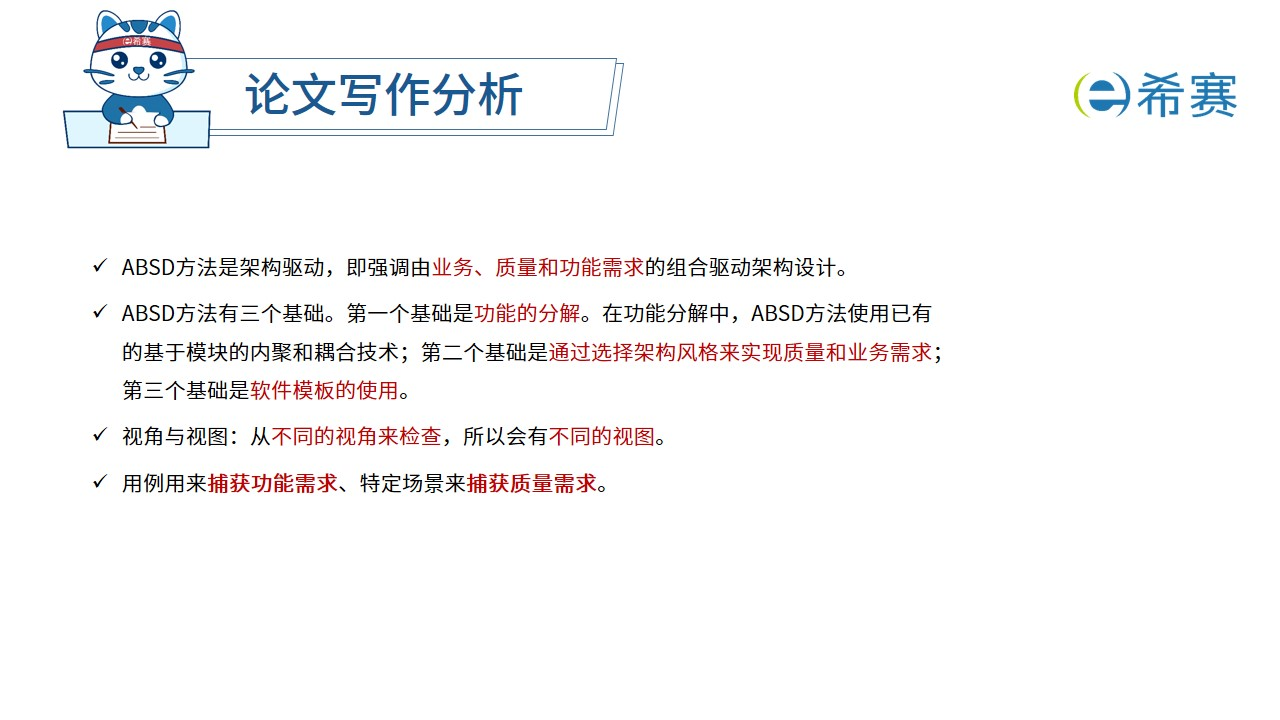 希赛
论文写作分析
希赛
ABSD方法是架构驱动，即强调由业务、质量和功能需求的组合驱动架构设计。
ABSD方法有三个基础。第一个基础是功能的分解。在功能分解中，ABSD方法使用已有
的基于模块的内聚和耦合技术；第二个基础是通过选择架构风格来实现质量和业务需求；
第三个基础是软件模板的使用。
视角与视图：从不同的视角来检查，所以会有不同的视图。
用例用来捕获功能需求、特定场景来捕获质量需求。